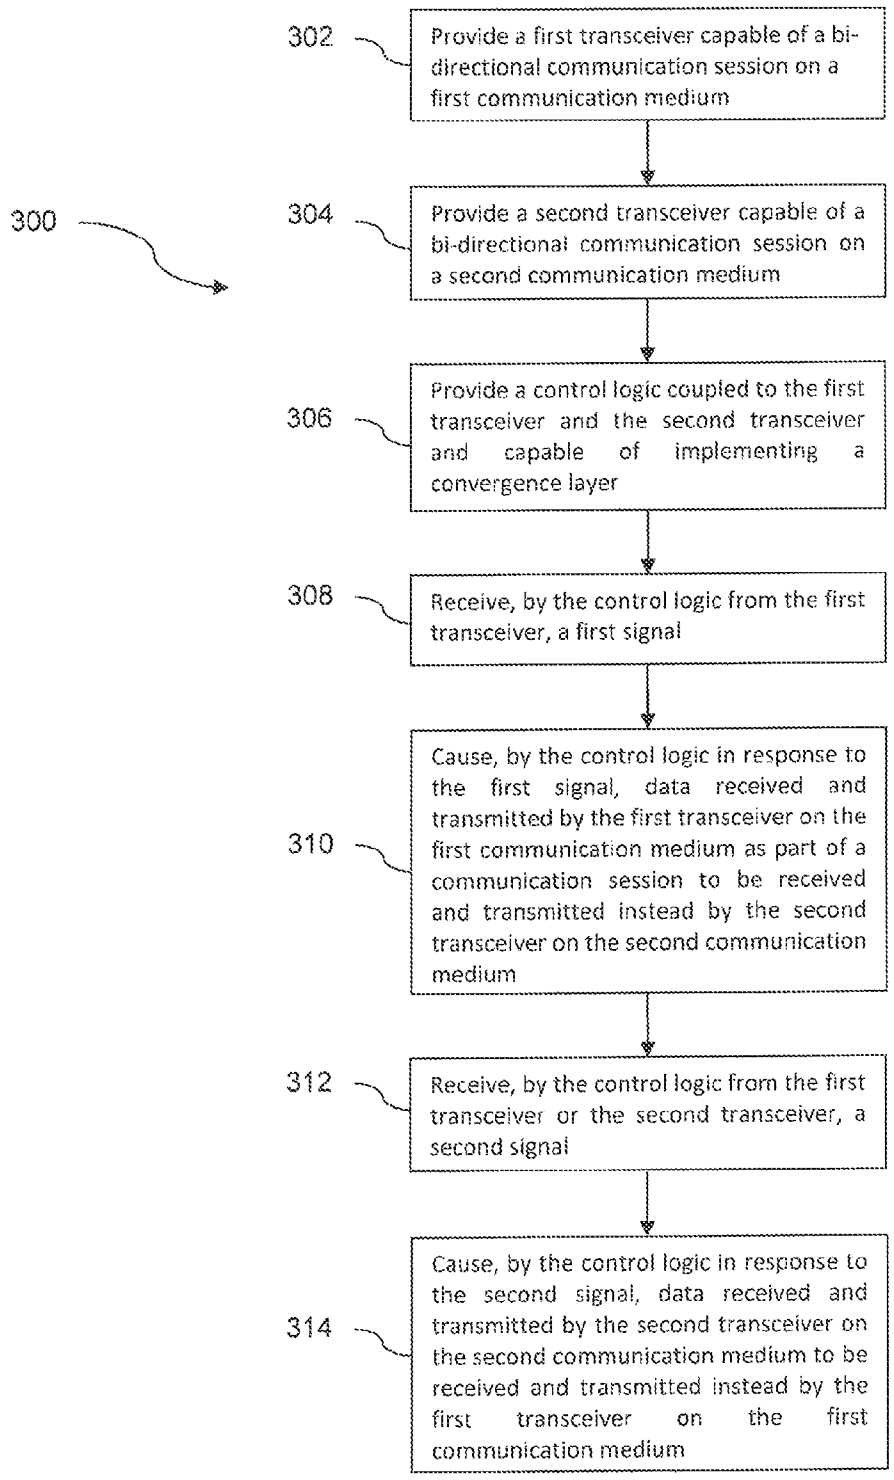 302
Provide a first transceiver capable of a bi-
directional communication session on a
first communication medium
300
304
Provide a second transceiver capable of a
bi-directional communication session on
a second communication medium
306
Provide a control logic coupled to the first
transceiver and the second transceiver
and capable of implementing a
convergence layer
308
Receive, by the control logic from the first
transceiver, a first signal
310
Cause, by the control logic in response to
the first signal, data received and
transmitted by the first transceiver on the
first communication medium as part of a
communication session to be received
and transmitted instead by the second
transceiver on the second communication
medium
312
Receive, by the control logic from the first
transceiver or the second transceiver, a
second signal
314
Cause, by the control logic in response to
the second signal, data received and
transmitted by the second transceiver on
the second communication medium to be
received and transmitted instead by the
first transceiver on the first
communication medium